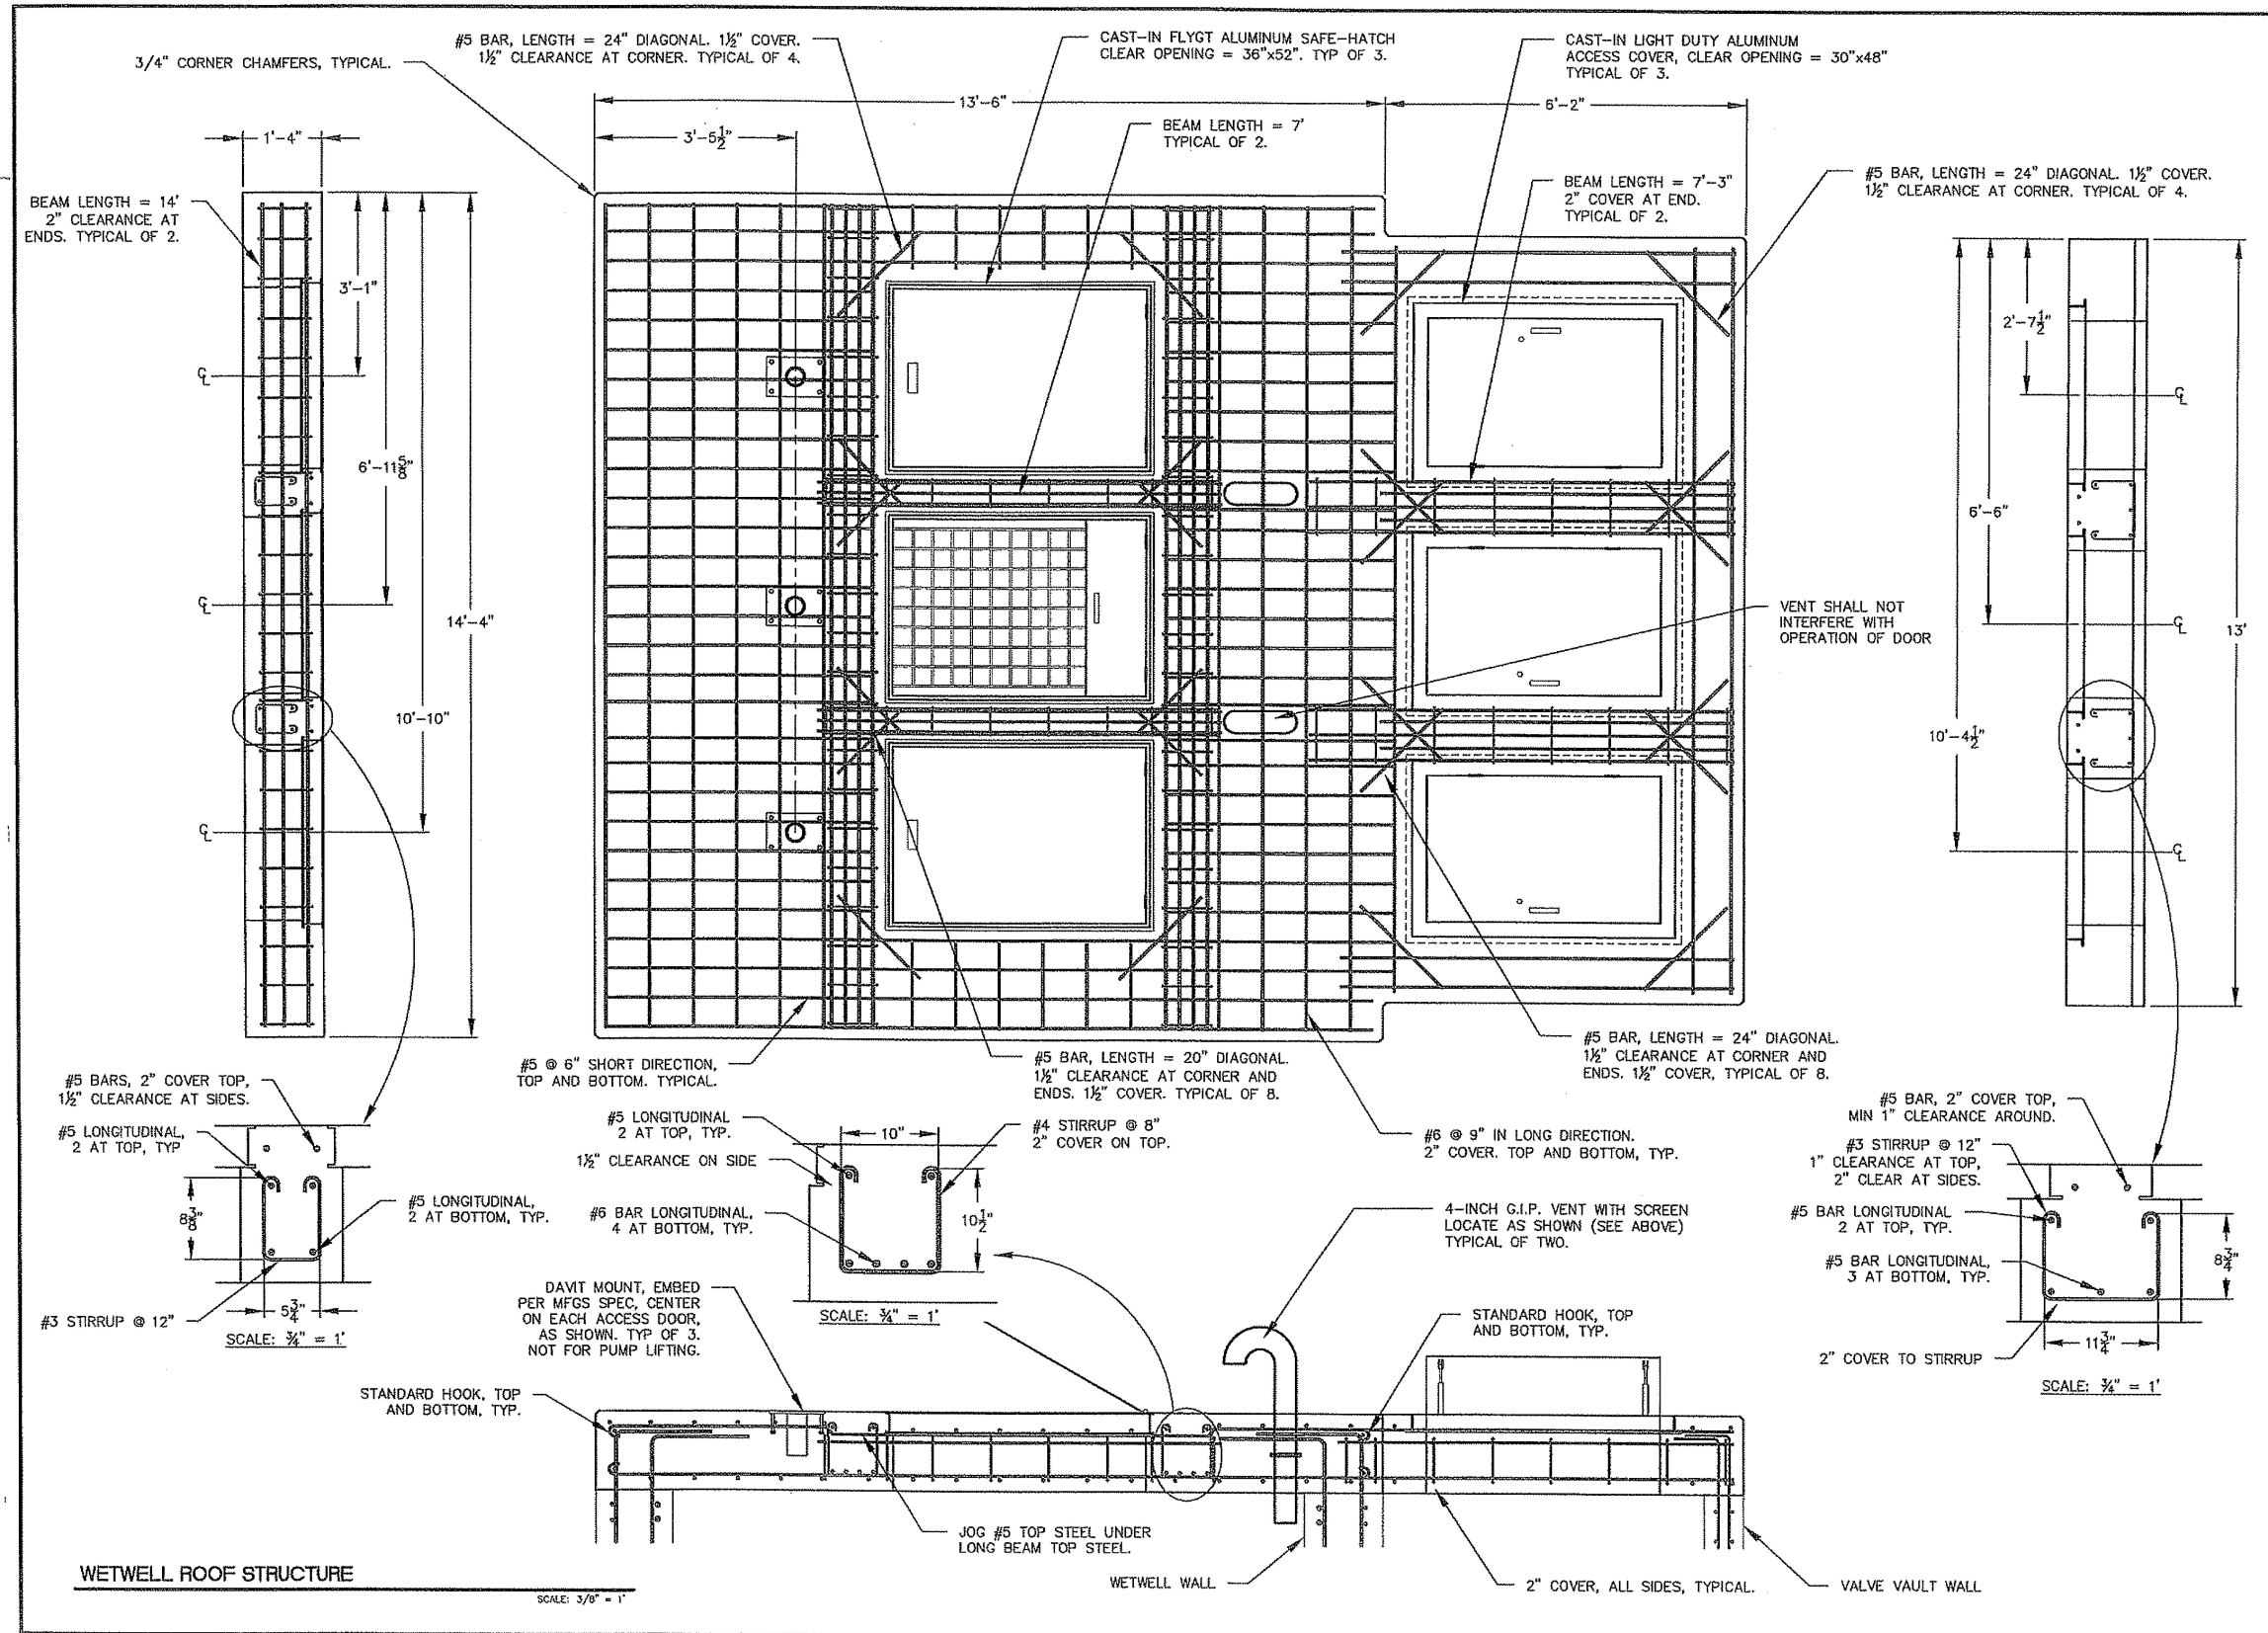 3/4" CORNER CHAMFERS, TYPICAL.
#5 BAR, LENGTH = 24" DIAGONAL. 1½" COVER.
1½" CLEARANCE AT CORNER. TYPICAL OF 4.
CAST-IN FLYGT ALUMINUM SAFE-HATCH
CLEAR OPENING = 36"x52". TYP OF 3.
CAST-IN LIGHT DUTY ALUMINUM
ACCESS COVER, CLEAR OPENING = 30"x48"
TYPICAL OF 3.
13'-6"
6'-2"
1'-4"
3'-5½"
BEAM LENGTH = 7'
TYPICAL OF 2.
BEAM LENGTH = 7'-3"
2" COVER AT END.
TYPICAL OF 2.
#5 BAR, LENGTH = 24" DIAGONAL. 1½" COVER.
1½" CLEARANCE AT CORNER. TYPICAL OF 4.
BEAM LENGTH = 14'
2" CLEARANCE AT
ENDS. TYPICAL OF 2.
3'-1"
6'-11⅝"
14'-4"
10'-10"
℄
℄
℄
2'-7½"
6'-6"
13'
10'-4½"
℄
℄
℄
VENT SHALL NOT
INTERFERE WITH
OPERATION OF DOOR
#5 @ 6" SHORT DIRECTION,
TOP AND BOTTOM. TYPICAL.
#5 BAR, LENGTH = 20" DIAGONAL.
1½" CLEARANCE AT CORNER AND
ENDS. 1½" COVER. TYPICAL OF 8.
#5 BAR, LENGTH = 24" DIAGONAL.
1½" CLEARANCE AT CORNER AND
ENDS. 1½" COVER, TYPICAL OF 8.
#5 BARS, 2" COVER TOP,
1½" CLEARANCE AT SIDES.
#5 LONGITUDINAL,
2 AT TOP, TYP
8⅜"
#5 LONGITUDINAL,
2 AT BOTTOM, TYP.
5¾"
#3 STIRRUP @ 12"
SCALE: ¾" = 1'
#5 LONGITUDINAL
2 AT TOP, TYP.
10"
#4 STIRRUP @ 8"
2" COVER ON TOP.
1½" CLEARANCE ON SIDE
#6 BAR LONGITUDINAL,
4 AT BOTTOM, TYP.
10½"
SCALE: ¾" = 1'
#6 @ 9" IN LONG DIRECTION.
2" COVER. TOP AND BOTTOM, TYP.
4-INCH G.I.P. VENT WITH SCREEN
LOCATE AS SHOWN (SEE ABOVE)
TYPICAL OF TWO.
#5 BAR, 2" COVER TOP,
MIN 1" CLEARANCE AROUND.
#3 STIRRUP @ 12"
1" CLEARANCE AT TOP,
2" CLEAR AT SIDES.
#5 BAR LONGITUDINAL
2 AT TOP, TYP.
#5 BAR LONGITUDINAL,
3 AT BOTTOM, TYP.
8¾"
11¾"
2" COVER TO STIRRUP
SCALE: ¾" = 1'
DAVIT MOUNT, EMBED
PER MFGS SPEC, CENTER
ON EACH ACCESS DOOR,
AS SHOWN. TYP OF 3.
NOT FOR PUMP LIFTING.
STANDARD HOOK, TOP
AND BOTTOM, TYP.
STANDARD HOOK, TOP
AND BOTTOM, TYP.
JOG #5 TOP STEEL UNDER
LONG BEAM TOP STEEL.
WETWELL WALL
2" COVER, ALL SIDES, TYPICAL.
VALVE VAULT WALL
WETWELL ROOF STRUCTURE
SCALE: 3/8" = 1'